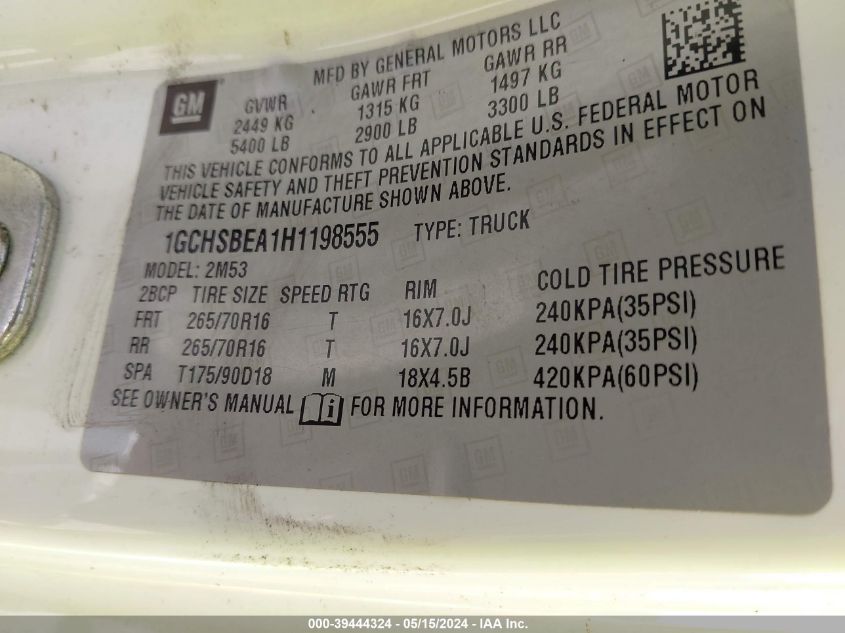 GM
MFD BY GENERAL MOTORS LLC
GVWR GAWR FRT GAWR RR
2449 KG 1315 KG 1497 KG
5400 LB 2900 LB 3300 LB
THIS VEHICLE CONFORMS TO ALL APPLICABLE U.S. FEDERAL MOTOR
VEHICLE SAFETY AND THEFT PREVENTION STANDARDS IN EFFECT ON
THE DATE OF MANUFACTURE SHOWN ABOVE.
1GCHSBEA1H1198555 TYPE: TRUCK
MODEL: 2M53
2BCP TIRE SIZE SPEED RTG RIM COLD TIRE PRESSURE
FRT 265/70R16 T 16X7.0J 240KPA(35PSI)
RR 265/70R16 T 16X7.0J 240KPA(35PSI)
SPA T175/90D18 M 18X4.5B 420KPA(60PSI)
SEE OWNER'S MANUAL i FOR MORE INFORMATION.
000-39444324 - 05/15/2024 - IAA Inc.